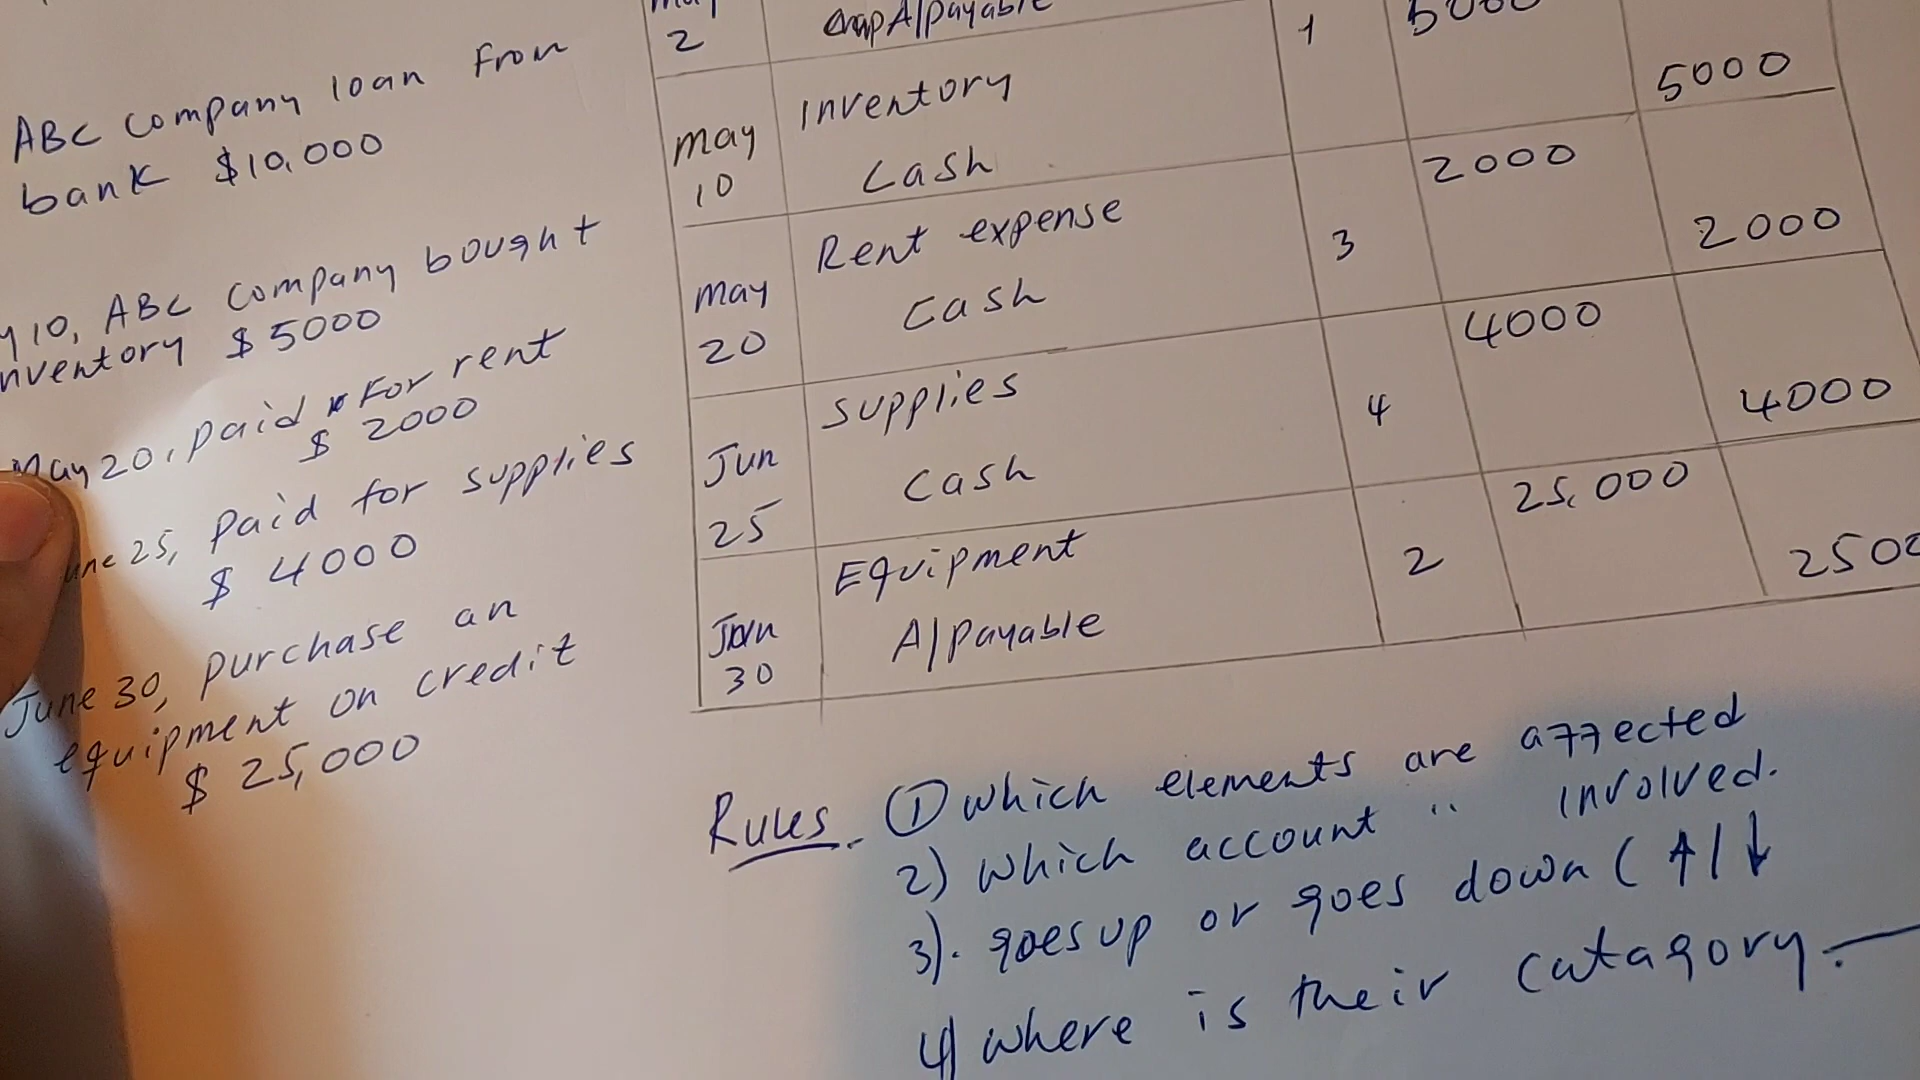 ABC company loan from
bank $10,000
10, ABC company bought
nventory $5000
May 20, paid for rent
$ 2000
une 25, paid for supplies
$ 4000
June 30, purchase an
equipment on credit
$ 25,000
2 A/payable 1 5000
May 10 Inventory 5000
Cash 2000
May 20 Rent expense 3 2000
Cash 4000
Jun 25 supplies 4 4000
Cash 25,000
Jun 30 Equipment 2 2500
A/payable
Rules. ① which elements are affected
2) which account " involved.
3). goes up or goes down ( ↑/↓
4) where is their catagory.